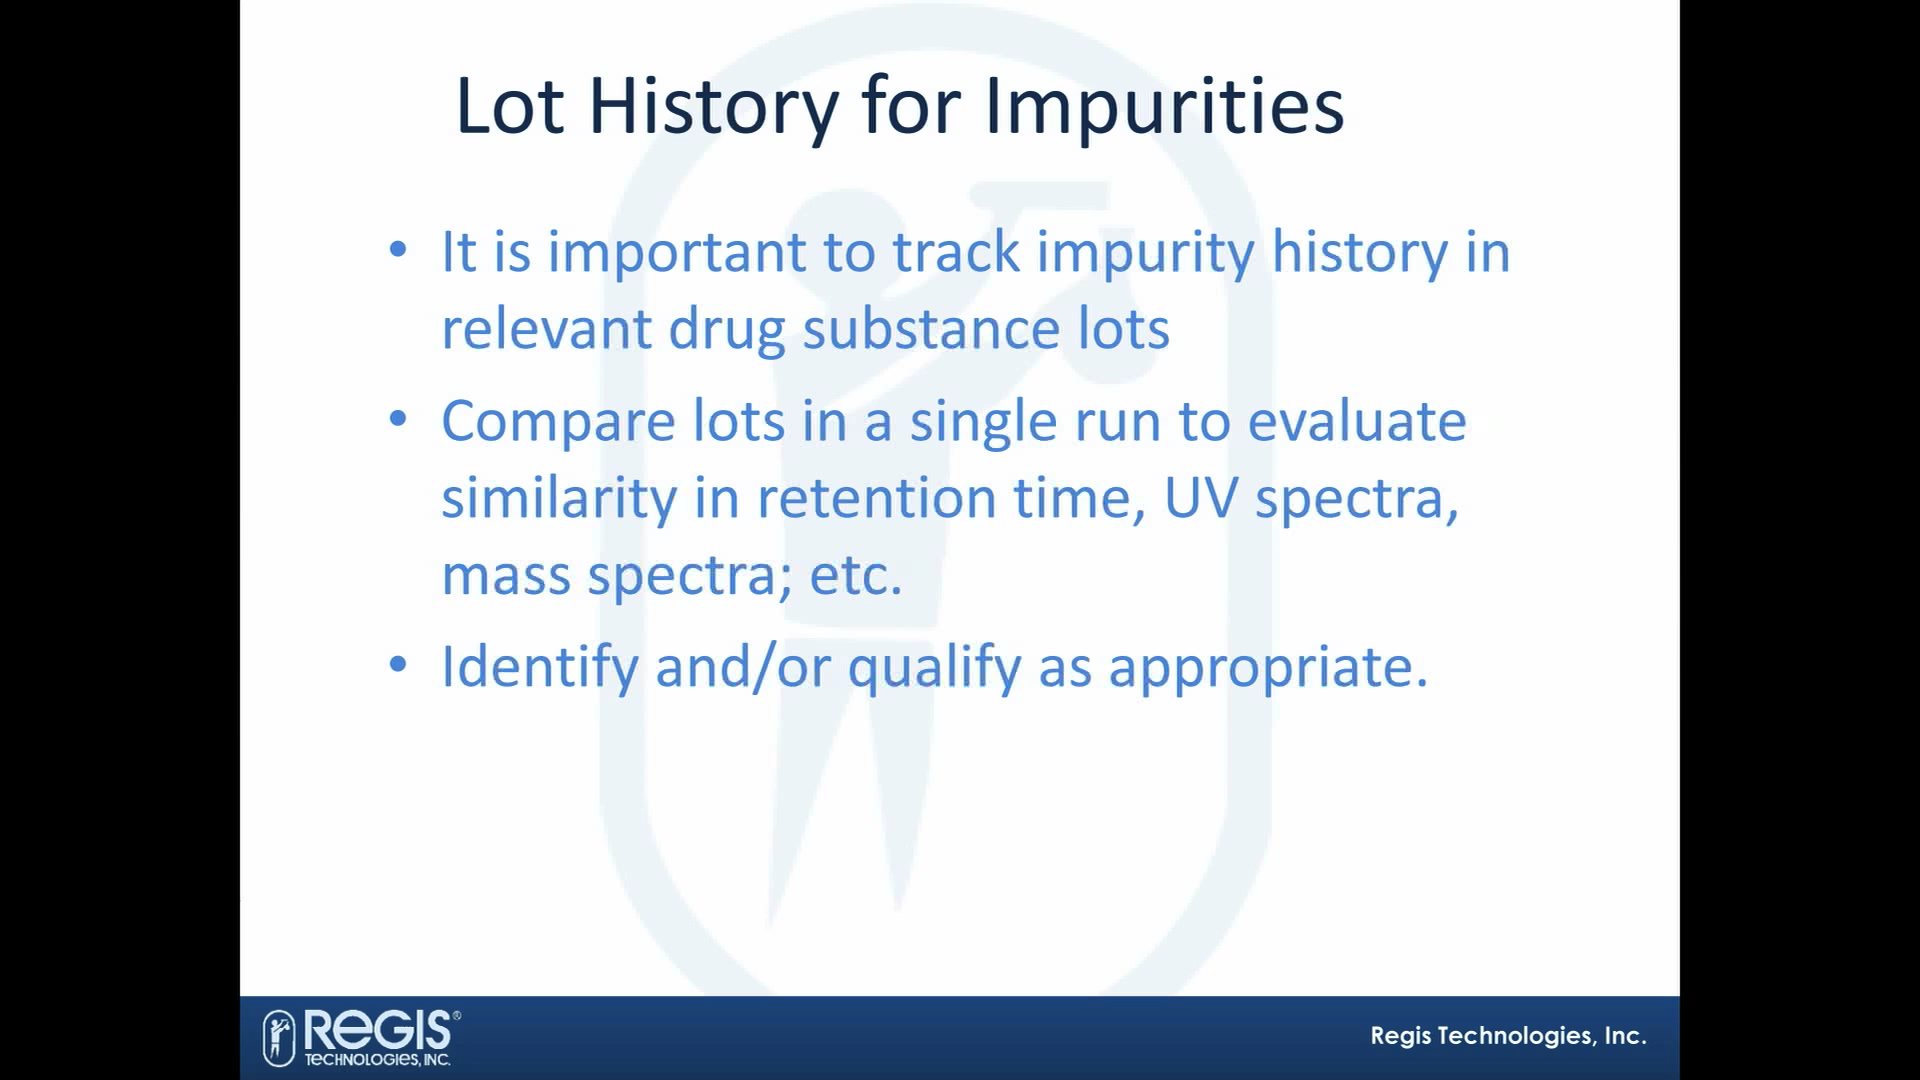 Lot History for Impurities
• It is important to track impurity history in
relevant drug substance lots
• Compare lots in a single run to evaluate
similarity in retention time, UV spectra,
mass spectra; etc.
• Identify and/or qualify as appropriate.
REGIS®
TECHNOLOGIES, INC.
Regis Technologies, Inc.